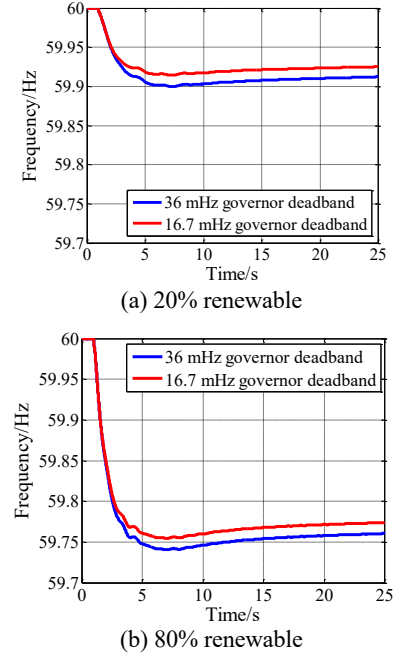 60
59.95
59.9
59.85
59.8
59.75
59.7
Frequency/Hz
36 mHz governor deadband
16.7 mHz governor deadband
0 5 10 15 20 25
Time/s
(a) 20% renewable
60
59.95
59.9
59.85
59.8
59.75
59.7
Frequency/Hz
36 mHz governor deadband
16.7 mHz governor deadband
0 5 10 15 20 25
Time/s
(b) 80% renewable